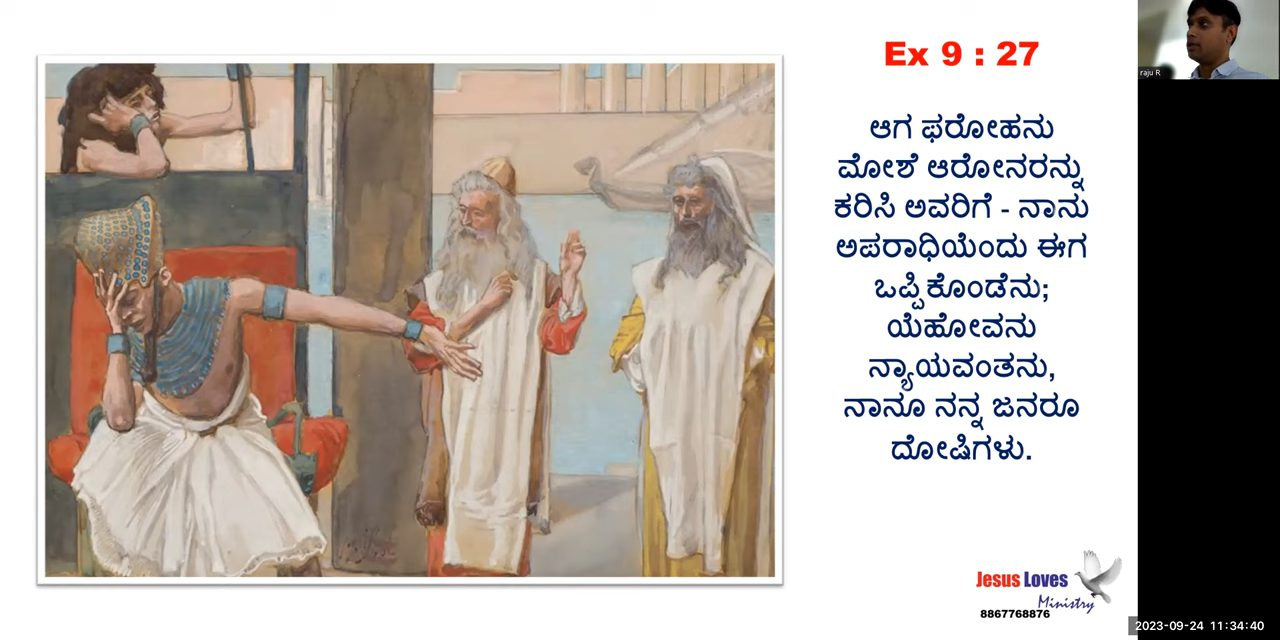 Ex 9 : 27
ಆಗ ಫರೋಹನು
ಮೋಶೆ ಆರೋನರನ್ನು
ಕರಿಸಿ ಅವರಿಗೆ - ನಾನು
ಅಪರಾಧಿಯೆಂದು ಈಗ
ಒಪ್ಪಿಕೊಂಡೆನು;
ಯೆಹೋವನು
ನ್ಯಾಯವಂತನು,
ನಾನೂ ನನ್ನ ಜನರೂ
ದೋಷಿಗಳು.
Jesus Loves
Ministry
8867768876
raju R
2023-09-24 11:34:40